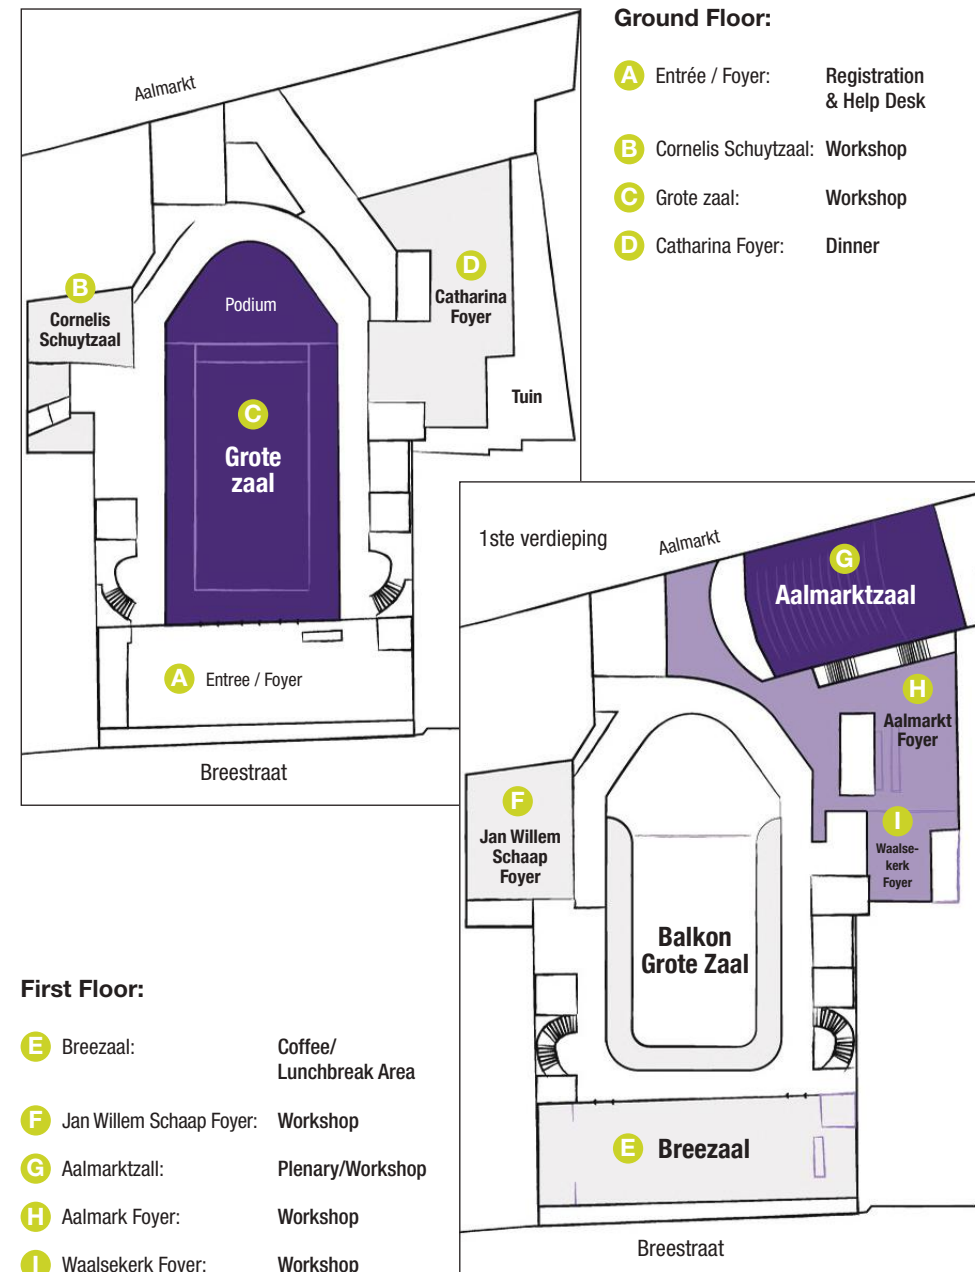 Aalmarkt
B
Cornelis
Schuytzaal
Podium
D
Catharina
Foyer
Tuin
C
Grote
zaal
A Entree / Foyer
Breestraat
Ground Floor:
A Entrée / Foyer: Registration
& Help Desk
B Cornelis Schuytzaal: Workshop
C Grote zaal: Workshop
D Catharina Foyer: Dinner
1ste verdieping
Aalmarkt
G
Aalmarktzaal
H
Aalmarkt
Foyer
I
Waalse-
kerk
Foyer
F
Jan Willem
Schaap
Foyer
Balkon
Grote Zaal
E Breezaal
Breestraat
First Floor:
E Breezaal: Coffee/
Lunchbreak Area
F Jan Willem Schaap Foyer: Workshop
G Aalmarktzall: Plenary/Workshop
H Aalmark Foyer: Workshop
I Waalsekerk Foyer: Workshop